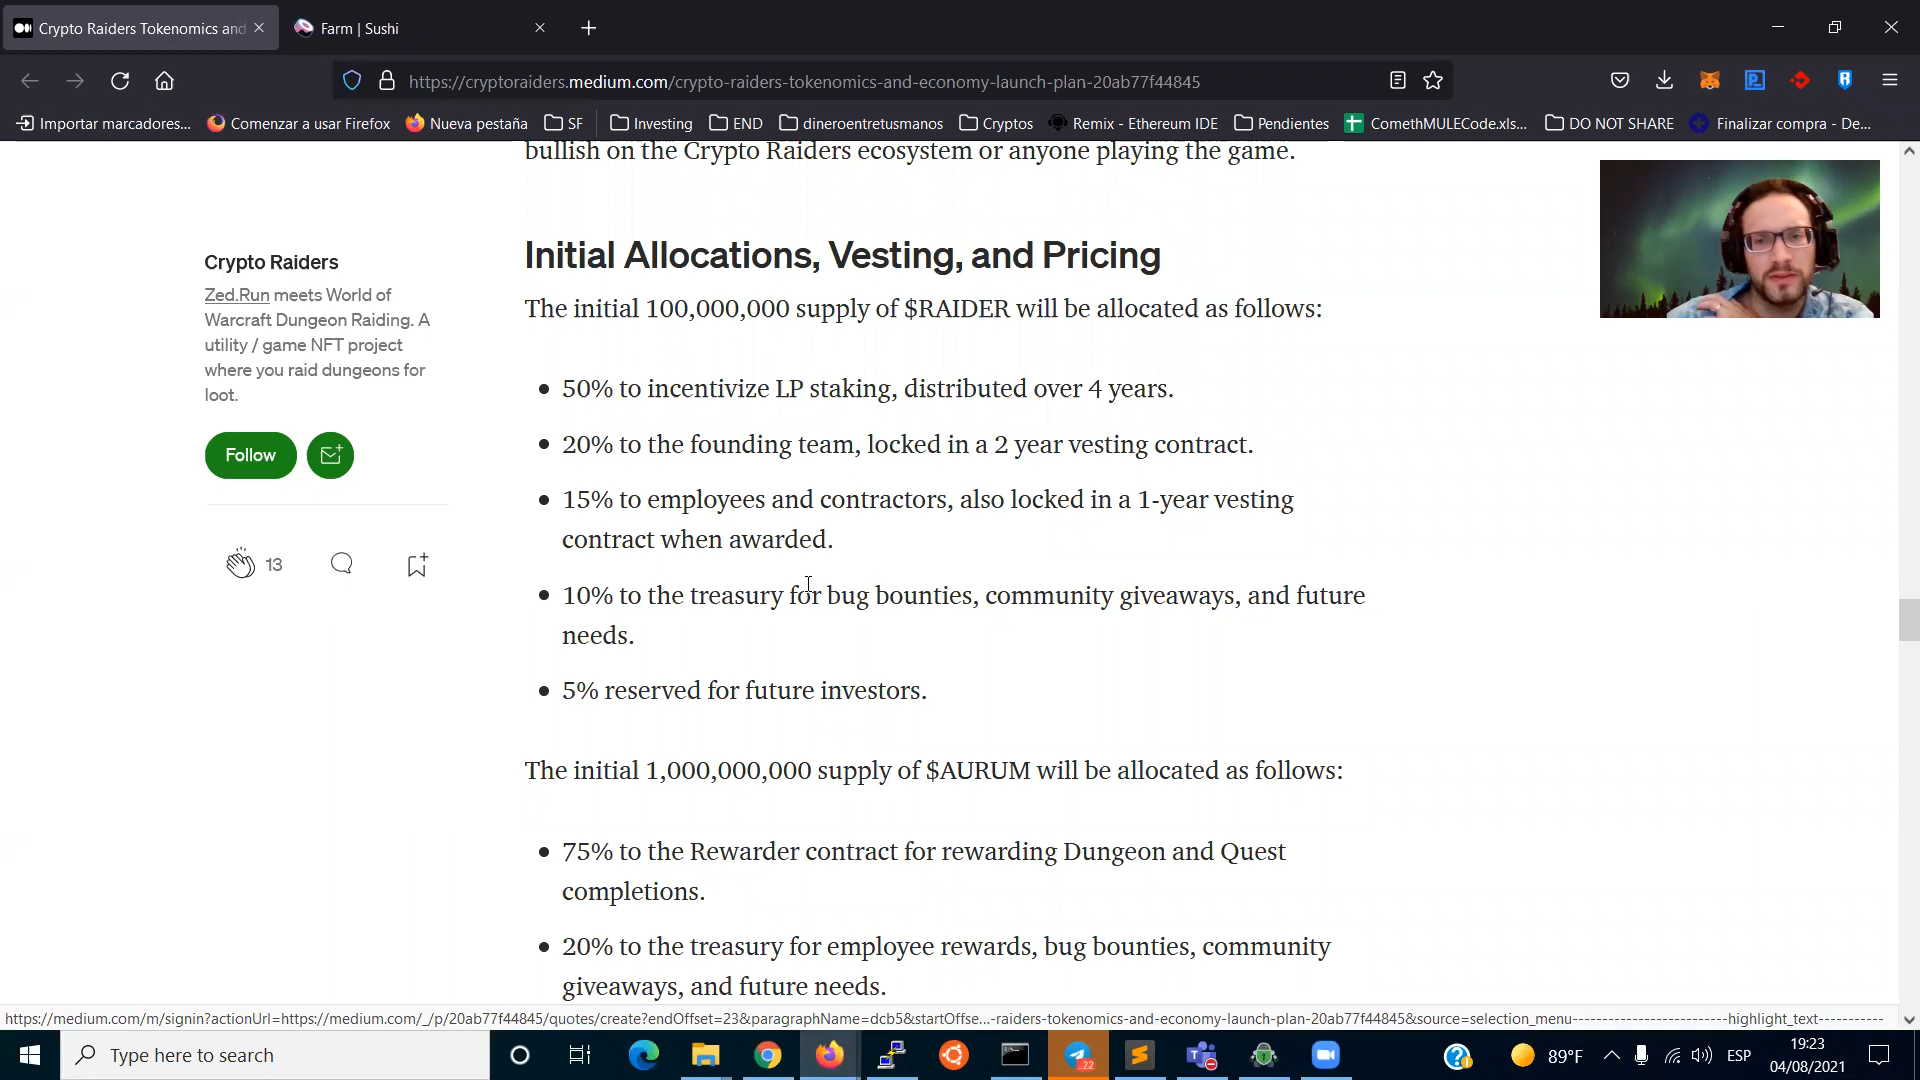 Crypto Raiders Tokenomics and
Farm | Sushi
https://cryptoraiders.medium.com/crypto-raiders-tokenomics-and-economy-launch-plan-20ab77f44845
Importar marcadores...
Comenzar a usar Firefox
Nueva pestaña
SF
Investing
END
dineroentretusmanos
Cryptos
Remix - Ethereum IDE
Pendientes
ComethMULECode.xls...
DO NOT SHARE
Finalizar compra - De...
bullish on the Crypto Raiders ecosystem or anyone playing the game.
Crypto Raiders
Zed.Run meets World of
Warcraft Dungeon Raiding. A
utility / game NFT project
where you raid dungeons for
loot.
Follow
13
Initial Allocations, Vesting, and Pricing
The initial 100,000,000 supply of $RAIDER will be allocated as follows:
• 50% to incentivize LP staking, distributed over 4 years.
• 20% to the founding team, locked in a 2 year vesting contract.
• 15% to employees and contractors, also locked in a 1-year vesting
contract when awarded.
• 10% to the treasury for bug bounties, community giveaways, and future
needs.
• 5% reserved for future investors.
The initial 1,000,000,000 supply of $AURUM will be allocated as follows:
• 75% to the Rewarder contract for rewarding Dungeon and Quest
completions.
• 20% to the treasury for employee rewards, bug bounties, community
giveaways, and future needs.
https://medium.com/m/signin?actionUrl=https://medium.com/_/p/20ab77f44845/quotes/create?endOffset=23&paragraphName=dcb5&startOffse...-raiders-tokenomics-and-economy-launch-plan-20ab77f44845&source=selection_menu--------------------------highlight_text-----------
Type here to search
22
89°F
ESP
19:23
04/08/2021